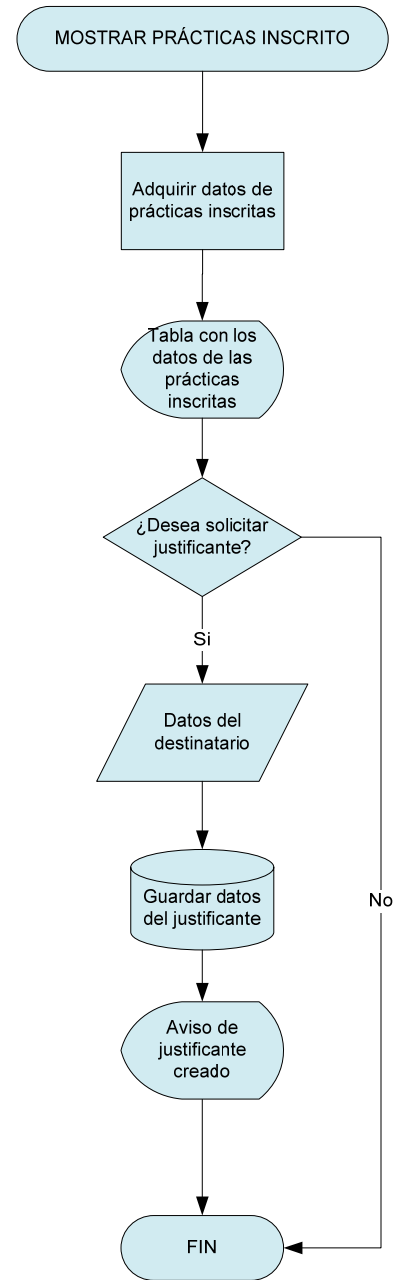 MOSTRAR PRÁCTICAS INSCRITO
Adquirir datos de
prácticas inscritas
Tabla con los
datos de las
prácticas
inscritas
¿Desea solicitar
justificante?
Si
Datos del
destinatario
Guardar datos
del justificante
No
Aviso de
justificante
creado
FIN